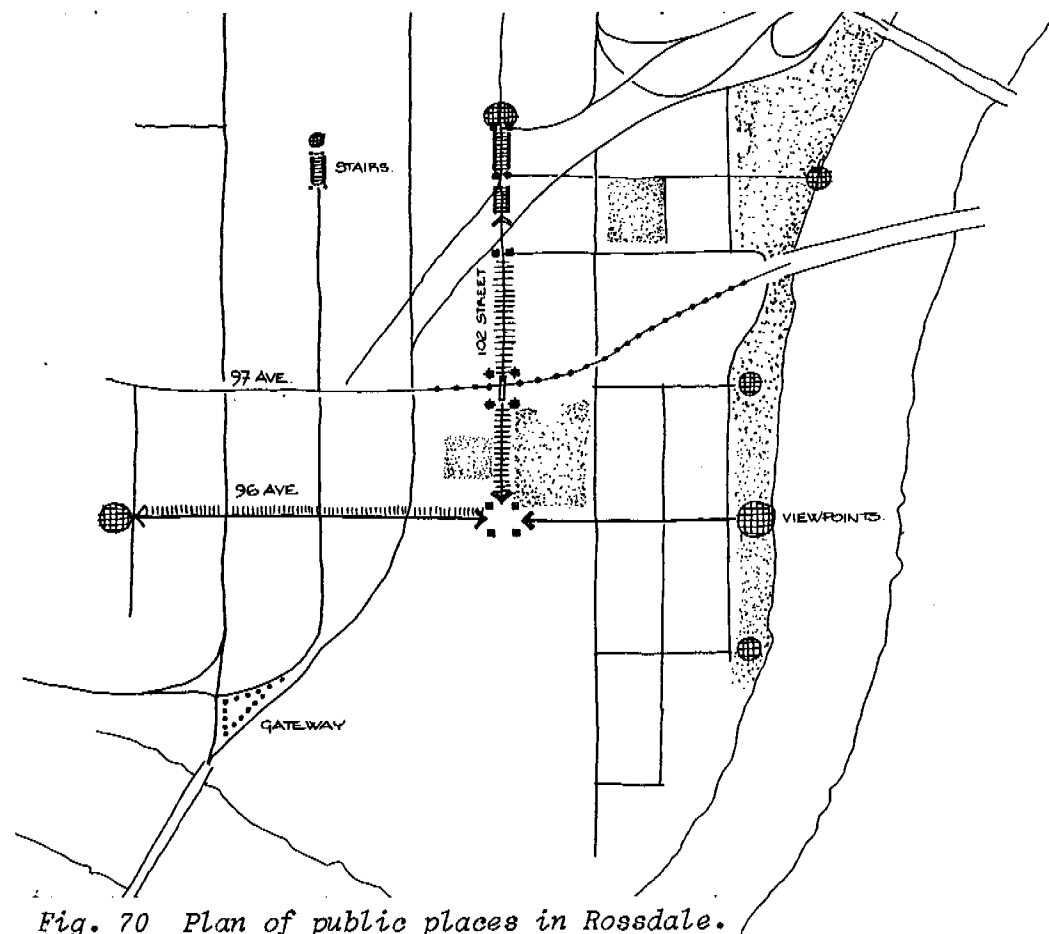 STAIRS.
102 STREET
97 AVE.
96 AVE
VIEWPOINTS.
GATEWAY
Fig. 70 Plan of public places in Rossdale.